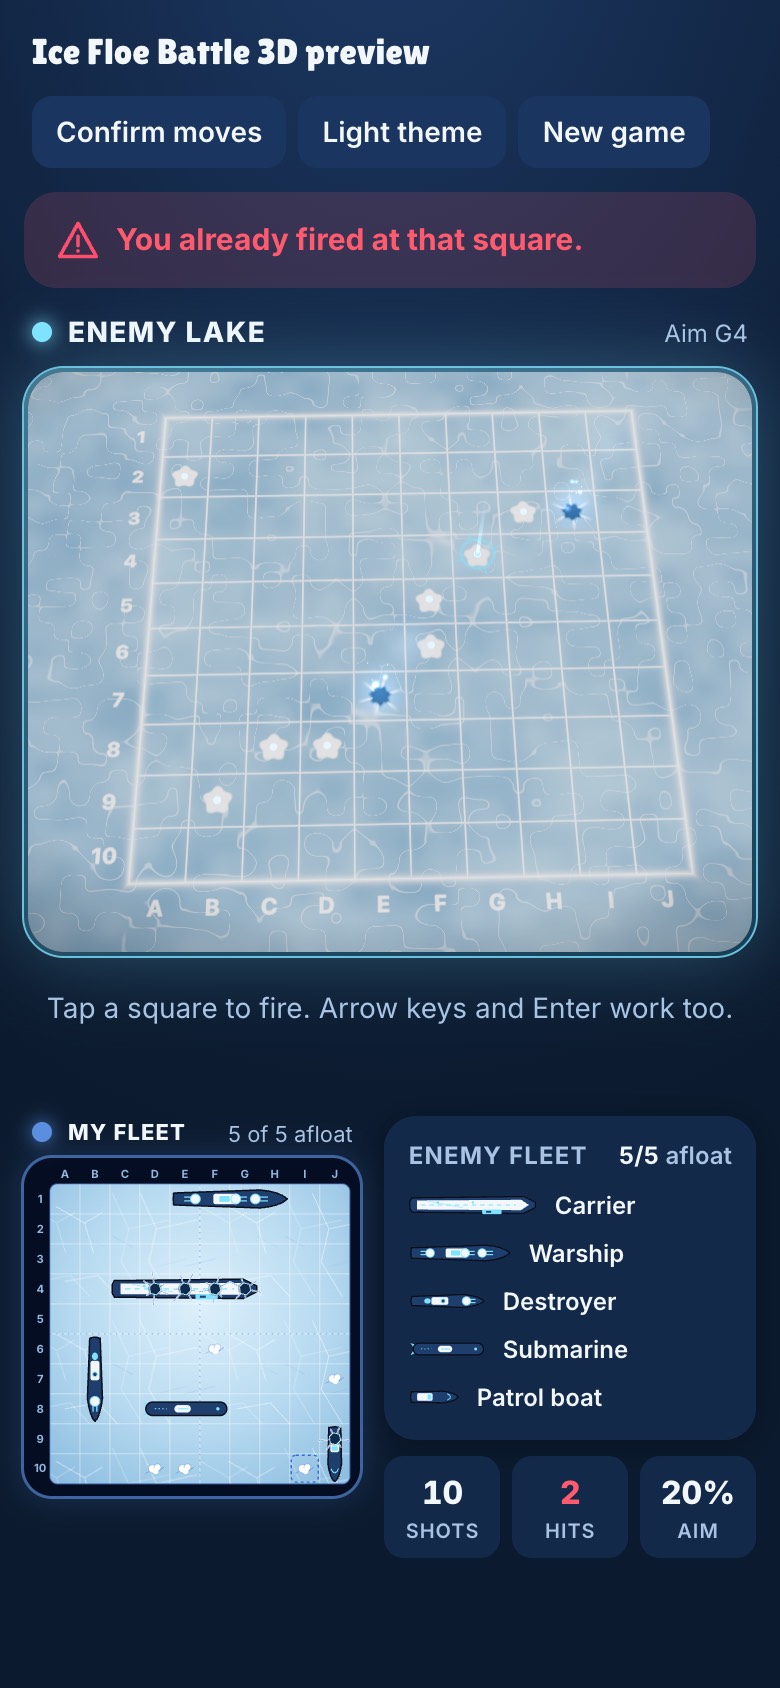 Ice Floe Battle 3D preview
Confirm moves
Light theme
New game
You already fired at that square.
ENEMY LAKE
Aim G4
1
2
3
4
5
6
7
8
9
10
A B C D E F G H I J
Tap a square to fire. Arrow keys and Enter work too.
MY FLEET
5 of 5 afloat
A B C D E F G H I J
1
2
3
4
5
6
7
8
9
10
ENEMY FLEET
5/5 afloat
Carrier
Warship
Destroyer
Submarine
Patrol boat
10
SHOTS
2
HITS
20%
AIM